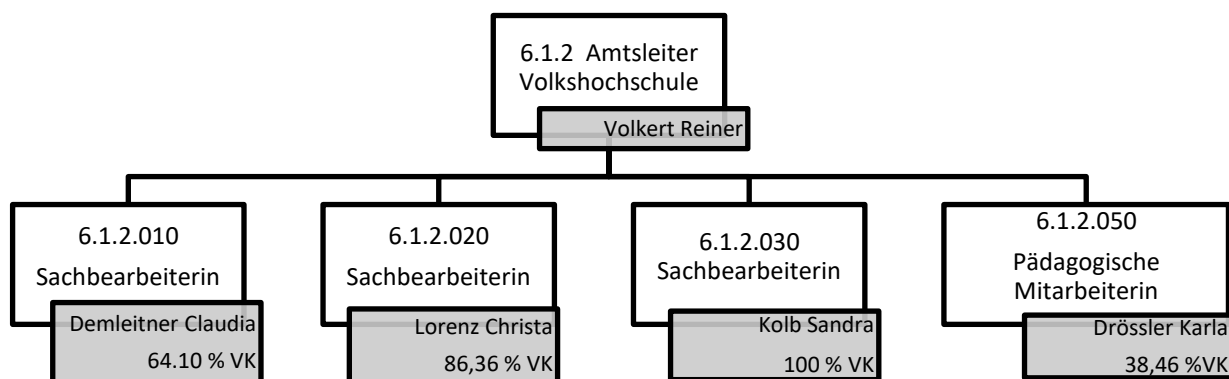 6.1.2 Amtsleiter
Volkshochschule
Volkert Reiner
6.1.2.010
Sachbearbeiterin
Demleitner Claudia
64.10 % VK
6.1.2.020
Sachbearbeiterin
Lorenz Christa
86,36 % VK
6.1.2.030
Sachbearbeiterin
Kolb Sandra
100 % VK
6.1.2.050
Pädagogische
Mitarbeiterin
Drössler Karla
38,46 %VK